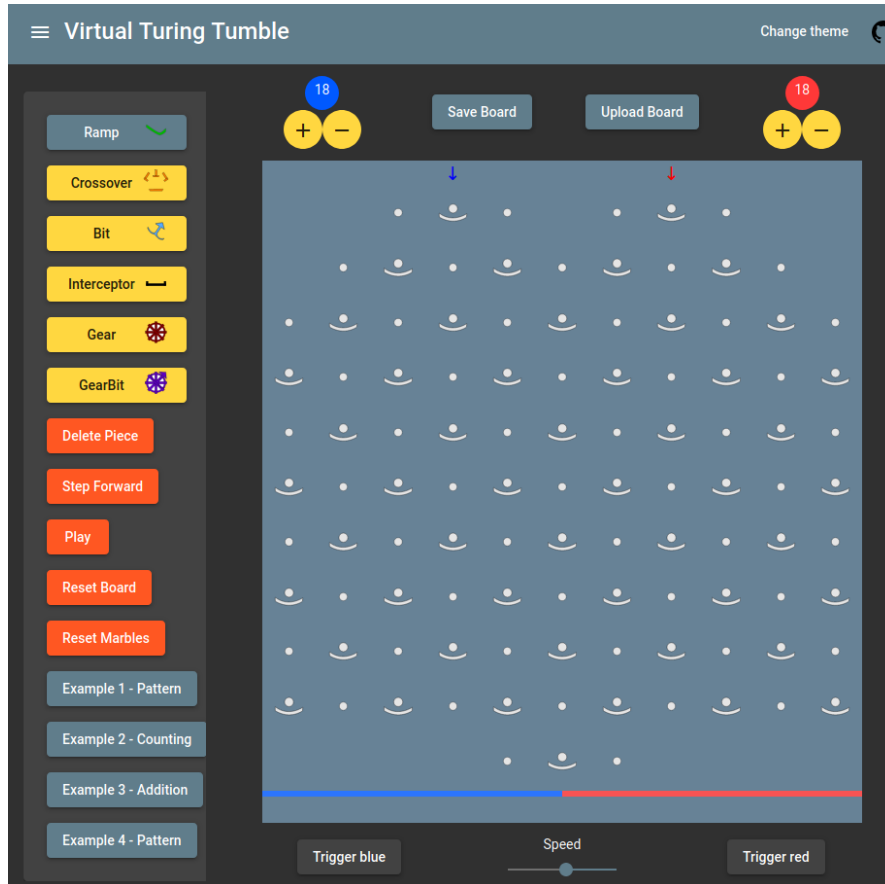 Virtual Turing Tumble
Change theme
18
18
+
−
Save Board
Upload Board
+
−
Ramp
Crossover
Bit
Interceptor
Gear
GearBit
Delete Piece
Step Forward
Play
Reset Board
Reset Marbles
Example 1 - Pattern
Example 2 - Counting
Example 3 - Addition
Example 4 - Pattern
Trigger blue
Speed
Trigger red